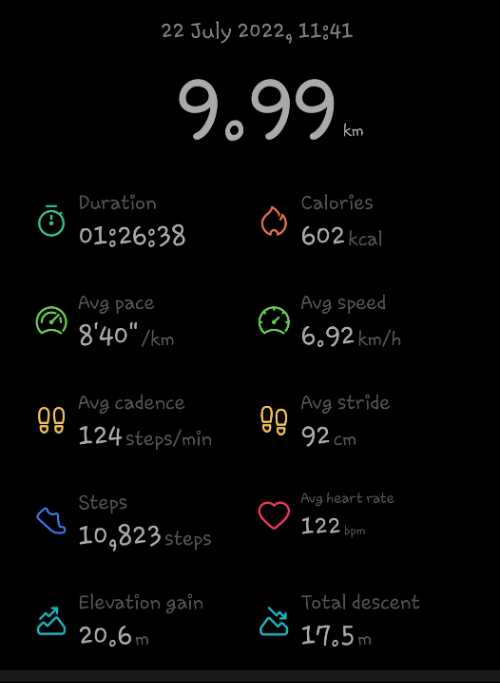 22 July 2022, 11:41
9.99 km
Duration
01:26:38
Calories
602 kcal
Avg pace
8'40" /km
Avg speed
6.92 km/h
Avg cadence
124 steps/min
Avg stride
92 cm
Steps
10,823 steps
Avg heart rate
122 bpm
Elevation gain
20.6 m
Total descent
17.5 m